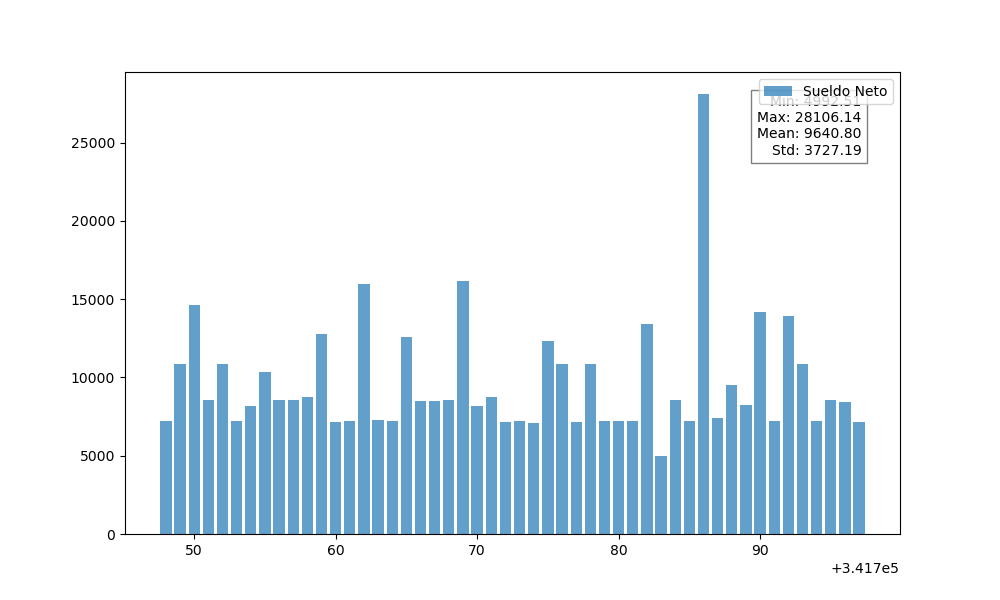 Sueldo Neto
Min: 4992.51
Max: 28106.14
Mean: 9640.80
Std: 3727.19
25000
20000
15000
10000
5000
0
50 60 70 80 90
+3.417e5